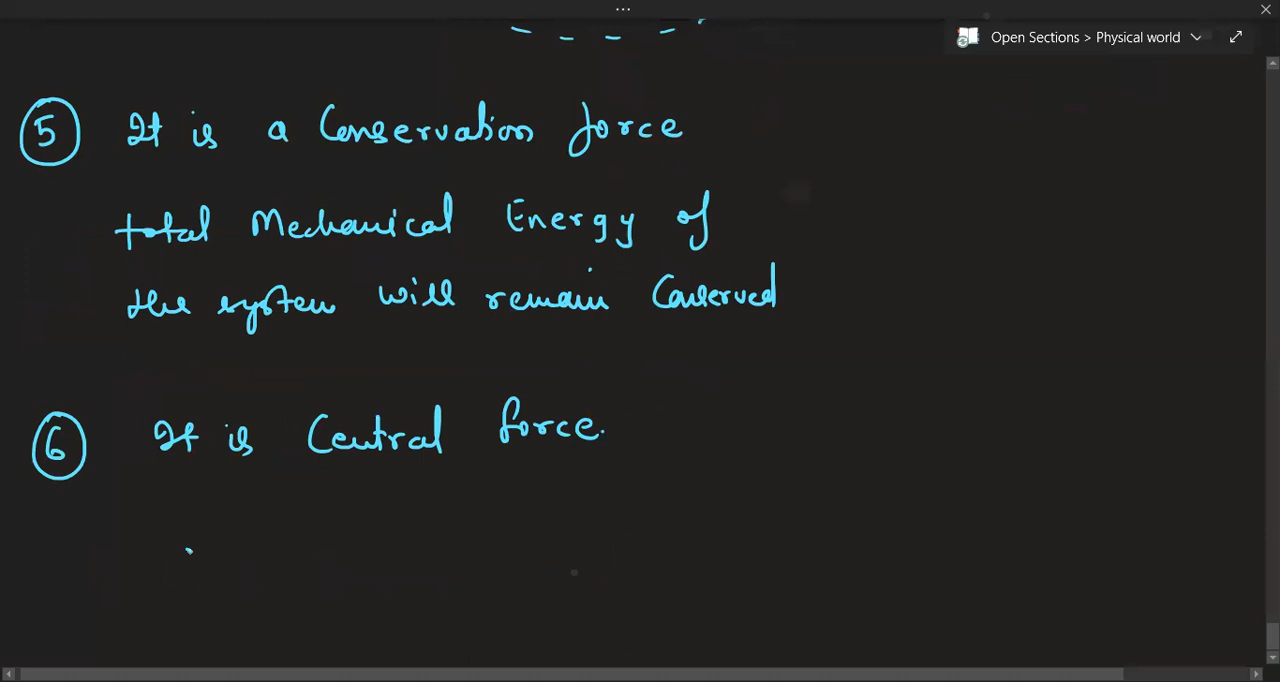 Open Sections > Physical world
5 It is a Conservation force
total Mechanical Energy of
the system will remain Conserved
6 It is Central force.